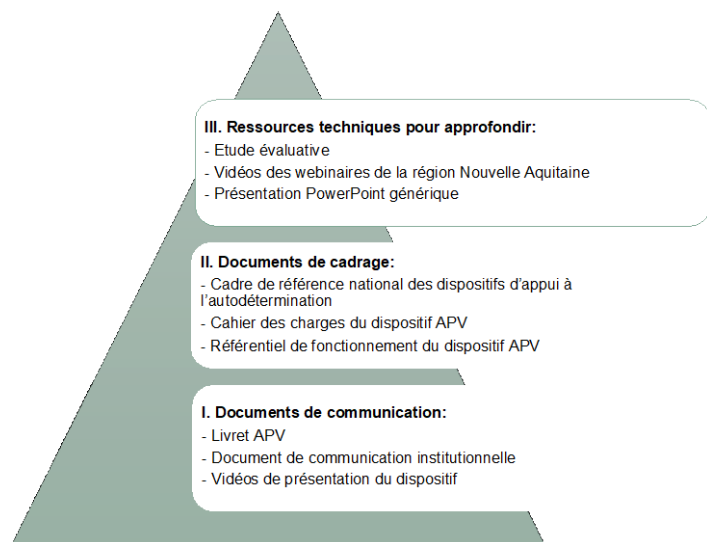 III. Ressources techniques pour approfondir:
- Etude évaluative
- Vidéos des webinaires de la région Nouvelle Aquitaine
- Présentation PowerPoint générique
II. Documents de cadrage:
- Cadre de référence national des dispositifs d’appui à
l’autodétermination
- Cahier des charges du dispositif APV
- Référentiel de fonctionnement du dispositif APV
I. Documents de communication:
- Livret APV
- Document de communication institutionnelle
- Vidéos de présentation du dispositif